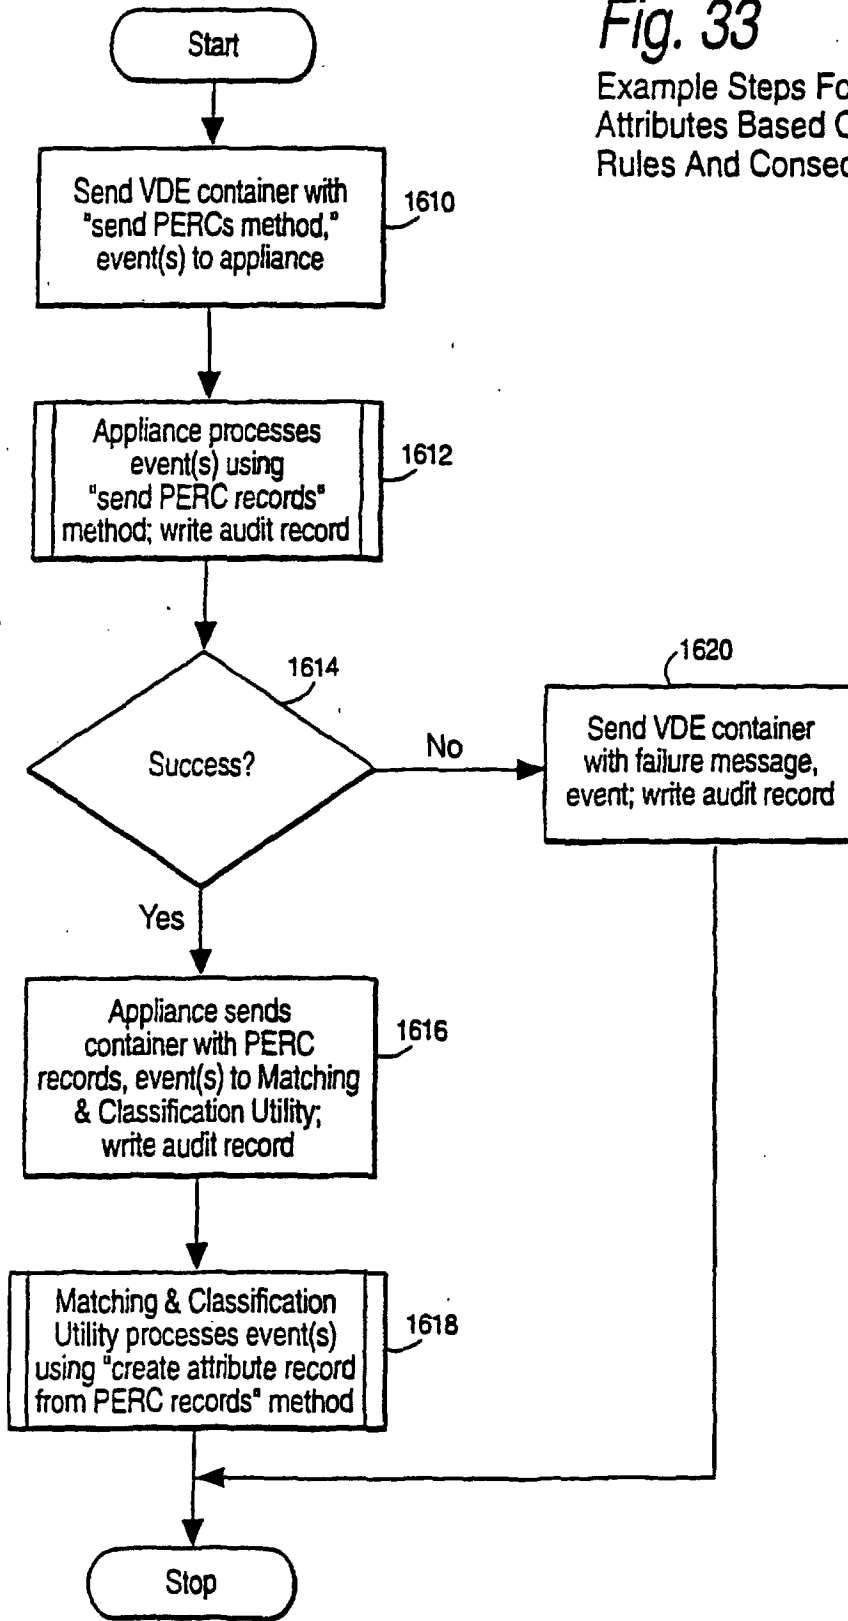 Fig. 33
Example Steps Fo
Attributes Based
Rules And Conseq
Start
Send VDE container with
"send PERCs method,"
event(s) to appliance
1610
Appliance processes
event(s) using
"send PERC records"
method; write audit record
1612
1614
Success?
No
Yes
1620
Send VDE container
with failure message,
event; write audit record
Appliance sends
container with PERC
records, event(s) to Matching
& Classification Utility;
write audit record
1616
Matching & Classification
Utility processes event(s)
using "create attribute record
from PERC records" method
1618
Stop